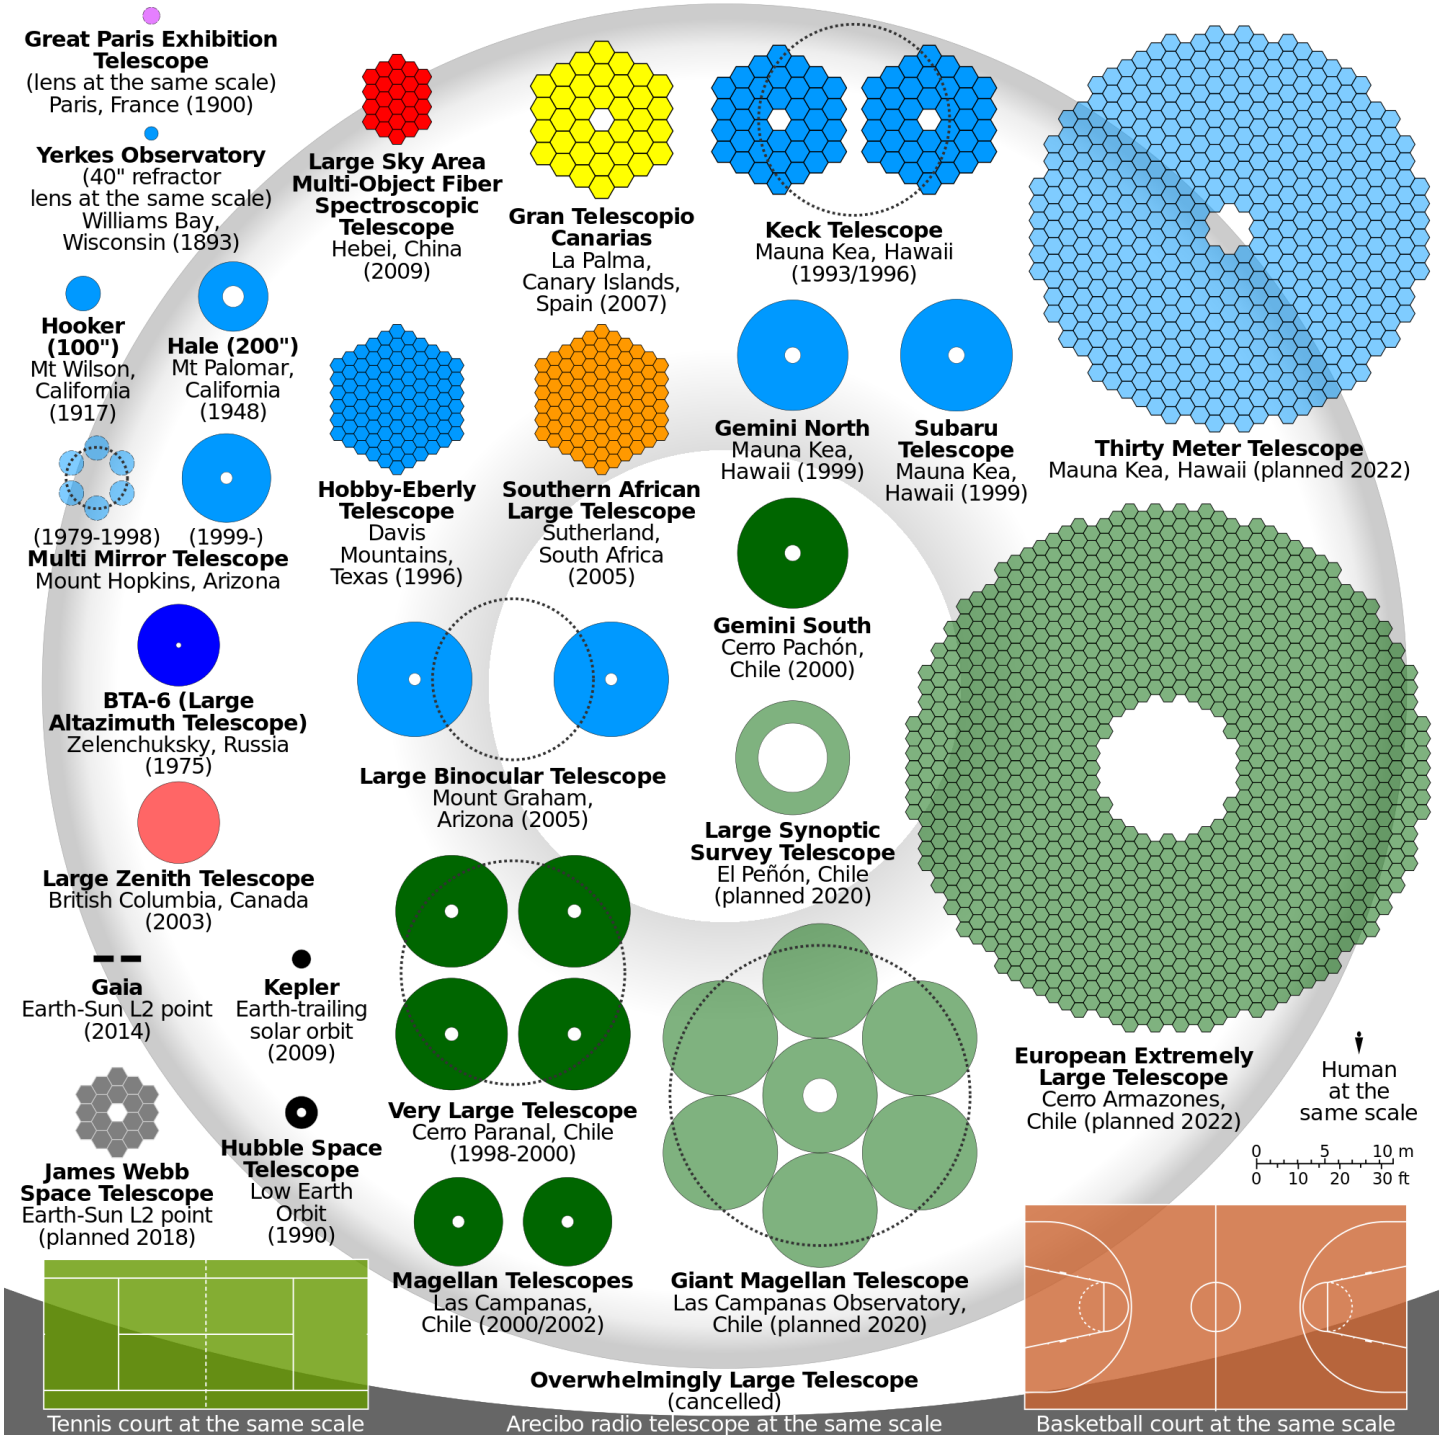 Great Paris Exhibition
Telescope
(lens at the same scale)
Paris, France (1900)
Yerkes Observatory
(40" refractor
lens at the same scale)
Williams Bay,
Wisconsin (1893)
Hooker
(100")
Mt Wilson,
California
(1917)
Hale (200")
Mt Palomar,
California
(1948)
(1979-1998)
(1999-)
Multi Mirror Telescope
Mount Hopkins, Arizona
BTA-6 (Large
Altazimuth Telescope)
Zelenchuksky, Russia
(1975)
Large Zenith Telescope
British Columbia, Canada
(2003)
Gaia
Earth-Sun L2 point
(2014)
Kepler
Earth-trailing
solar orbit
(2009)
James Webb
Space Telescope
Earth-Sun L2 point
(planned 2018)
Hubble Space
Telescope
Low Earth
Orbit
(1990)
Tennis court at the same scale
Large Sky Area
Multi-Object Fiber
Spectroscopic
Telescope
Hebei, China
(2009)
Gran Telescopio
Canarias
La Palma,
Canary Islands,
Spain (2007)
Keck Telescope
Mauna Kea, Hawaii
(1993/1996)
Hobby-Eberly
Telescope
Davis
Mountains,
Texas (1996)
Southern African
Large Telescope
Sutherland,
South Africa
(2005)
Gemini North
Mauna Kea,
Hawaii (1999)
Subaru
Telescope
Mauna Kea,
Hawaii (1999)
Gemini South
Cerro Pachón,
Chile (2000)
Large Binocular Telescope
Mount Graham,
Arizona (2005)
Large Synoptic
Survey Telescope
El Peñón, Chile
(planned 2020)
Very Large Telescope
Cerro Paranal, Chile
(1998-2000)
Magellan Telescopes
Las Campanas,
Chile (2000/2002)
Giant Magellan Telescope
Las Campanas Observatory,
Chile (planned 2020)
Overwhelmingly Large Telescope
(cancelled)
Arecibo radio telescope at the same scale
Thirty Meter Telescope
Mauna Kea, Hawaii (planned 2022)
European Extremely
Large Telescope
Cerro Armazones,
Chile (planned 2022)
Human
at the
same scale
0 5 10 m
0 10 20 30 ft
Basketball court at the same scale